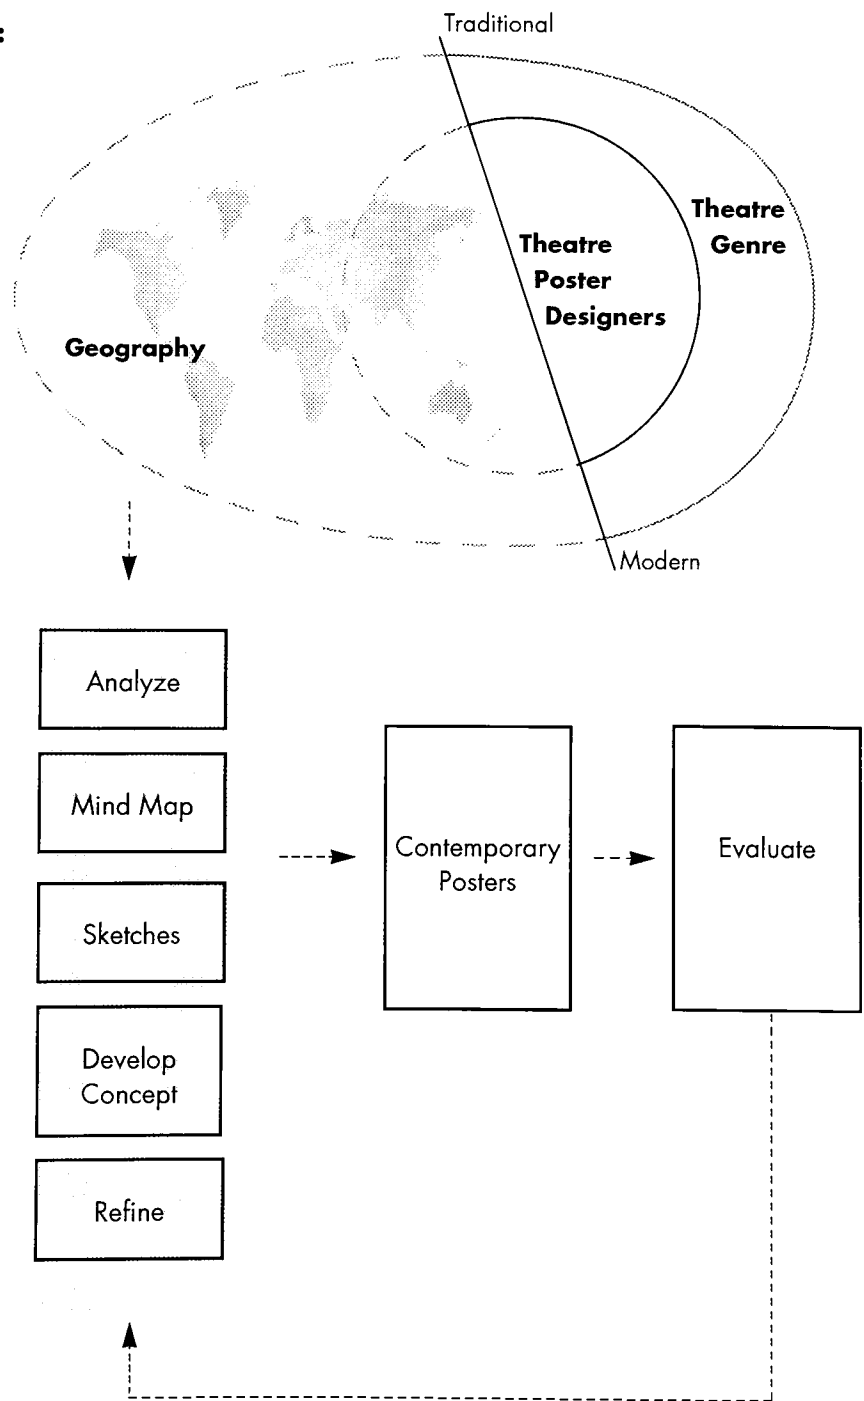 :
Traditional
Theatre
Genre
Theatre
Poster
Designers
Geography
Modern
Analyze
Mind Map
Sketches
Develop
Concept
Refine
Contemporary
Posters
Evaluate